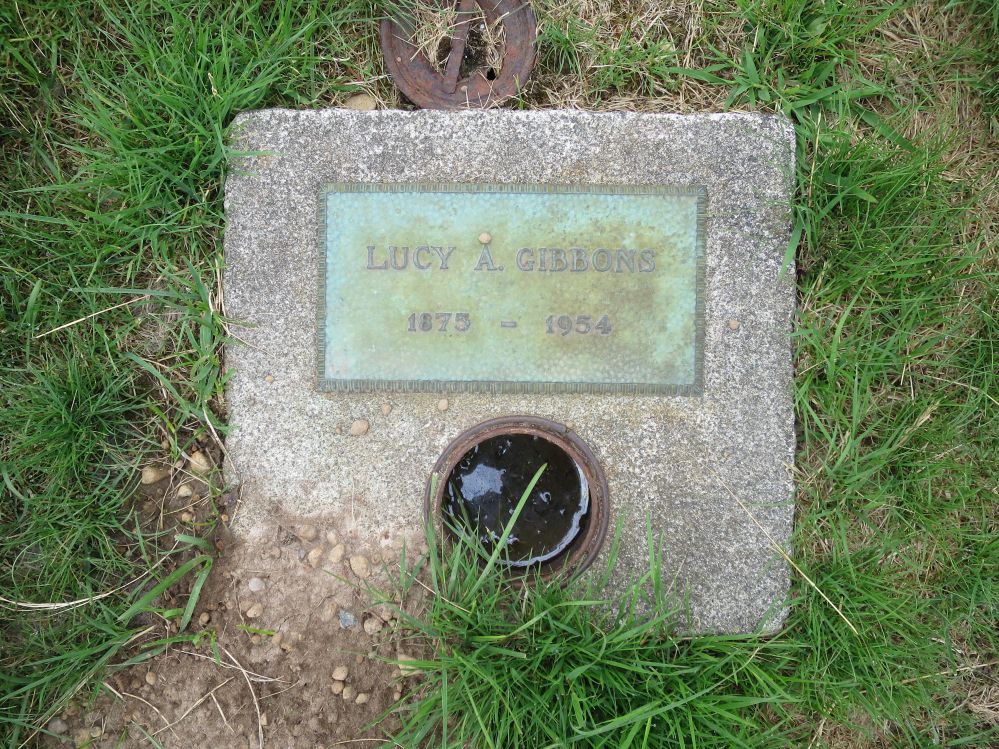 LUCY A. GIBBONS
1875 - 1954